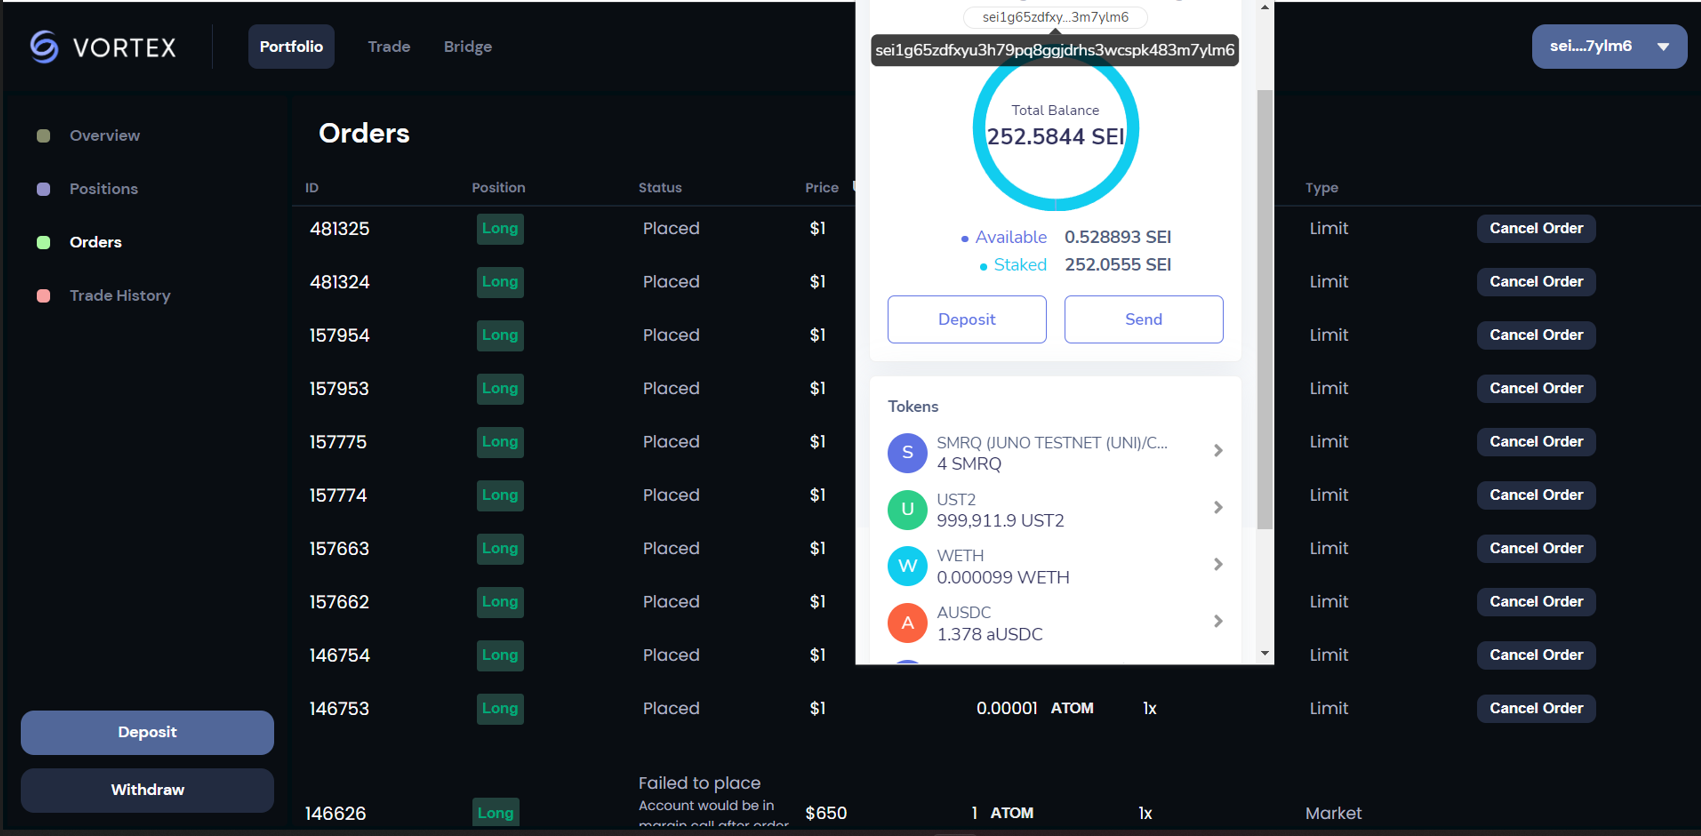 VORTEX
Portfolio Trade Bridge
sei....7ylm6
Overview
Positions
Orders
Trade History
Deposit
Withdraw
Orders
ID Position Status Price Type
481325 Long Placed $1 Limit Cancel Order
481324 Long Placed $1 Limit Cancel Order
157954 Long Placed $1 Limit Cancel Order
157953 Long Placed $1 Limit Cancel Order
157775 Long Placed $1 Limit Cancel Order
157774 Long Placed $1 Limit Cancel Order
157663 Long Placed $1 Limit Cancel Order
157662 Long Placed $1 Limit Cancel Order
146754 Long Placed $1 Limit Cancel Order
146753 Long Placed $1 0.00001 ATOM 1x Limit Cancel Order
Failed to place
Account would be in
margin call after order
146626 Long $650 1 ATOM 1x Market
sei1g65zdfxy...3m7ylm6
sei1g65zdfxyu3h79pq8ggjdrhs3wcspk483m7ylm6
Total Balance
252.5844 SEI
Available 0.528893 SEI
Staked 252.0555 SEI
Deposit Send
Tokens
S
SMRQ (JUNO TESTNET (UNI)/C...
4 SMRQ
U
UST2
999,911.9 UST2
W
WETH
0.000099 WETH
A
AUSDC
1.378 aUSDC